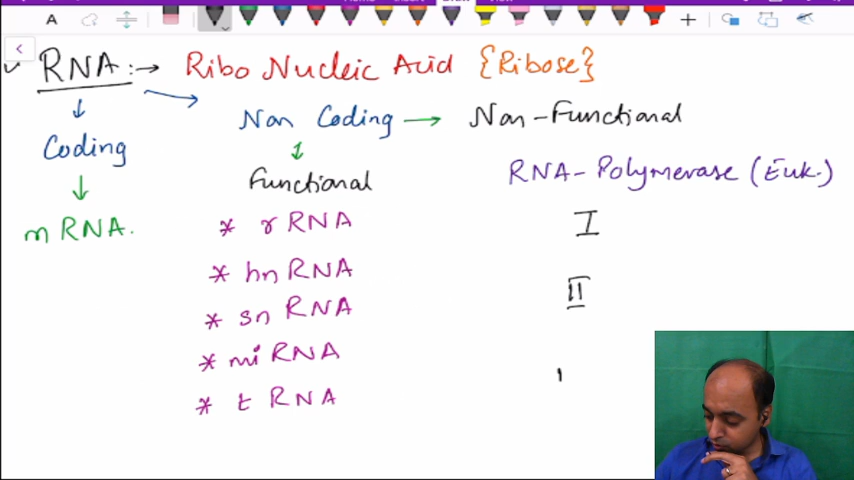 RNA :→ Ribo Nucleic Acid {Ribose}
Non Coding → Non-Functional
Coding
Functional
RNA-Polymerase (Euk.)
mRNA.
* rRNA
I
* hnRNA
II
* snRNA
* miRNA
* tRNA